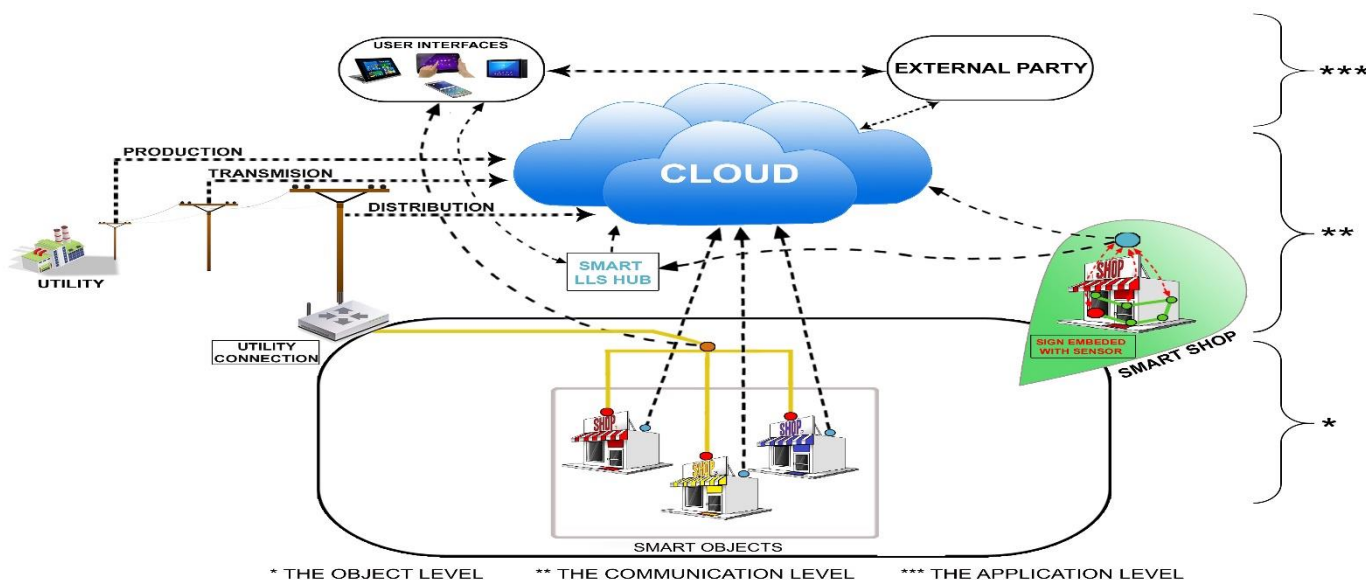 USER INTERFACES
EXTERNAL PARTY
***
PRODUCTION
TRANSMISION
CLOUD
DISTRIBUTION
**
UTILITY
SMART
LLS HUB
SHOP
SIGN EMBEDED
WITH SENSOR
SMART SHOP
UTILITY
CONNECTION
SHOP
SHOP
SHOP
*
SMART OBJECTS
* THE OBJECT LEVEL ** THE COMMUNICATION LEVEL *** THE APPLICATION LEVEL